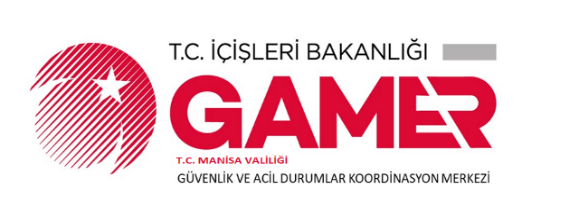 T.C. İÇİŞLERİ BAKANLIĞI
GAMER
T.C. MANİSA VALİLİĞİ
GÜVENLİK VE ACİL DURUMLAR KOORDİNASYON MERKEZİ